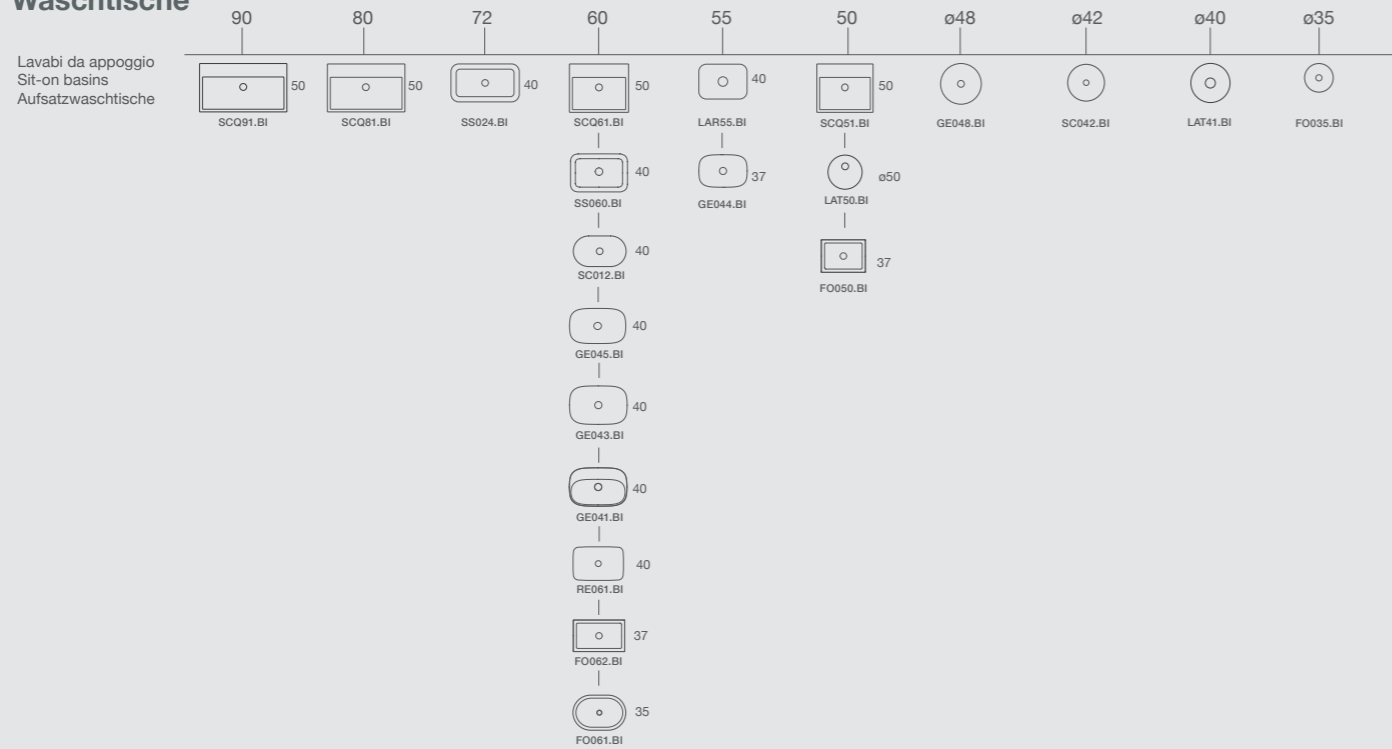 Waschtische
90 80 72 60 55 50 ø48 ø42 ø40 ø35
Lavabi da appoggio
Sit-on basins
Aufsatzwaschtische
50 50 40 50 40 50
SCQ91.BI SCQ81.BI SS024.BI SCQ61.BI LAR55.BI SCQ51.BI GE048.BI SC042.BI LAT41.BI FO035.BI
40 37 ø50
SS060.BI GE044.BI LAT50.BI
40 37
SC012.BI FO050.BI
40
GE045.BI
40
GE043.BI
40
GE041.BI
40
RE061.BI
37
FO062.BI
35
FO061.BI